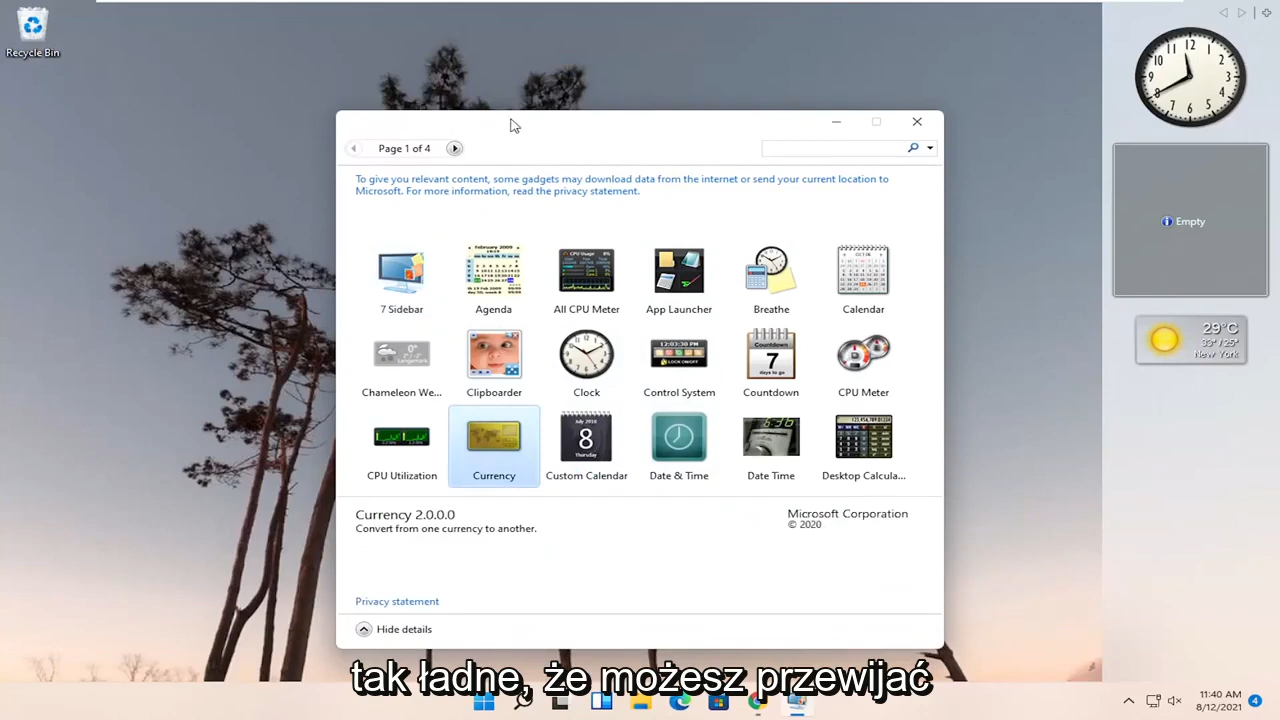 Recycle Bin
Page 1 of 4
To give you relevant content, some gadgets may download data from the internet or send your current location to
Microsoft. For more information, read the privacy statement.
7 Sidebar
Agenda
All CPU Meter
App Launcher
Breathe
Calendar
Chameleon We...
Clipboarder
Clock
Control System
Countdown
CPU Meter
CPU Utilization
Currency
Custom Calendar
Date & Time
Date Time
Desktop Calcula...
Currency 2.0.0.0
Convert from one currency to another.
Microsoft Corporation
© 2020
Privacy statement
Hide details
Empty
29°C
33° / 25°
New York
tak ładne, że możesz przewijać
11:40 AM
8/12/2021
4